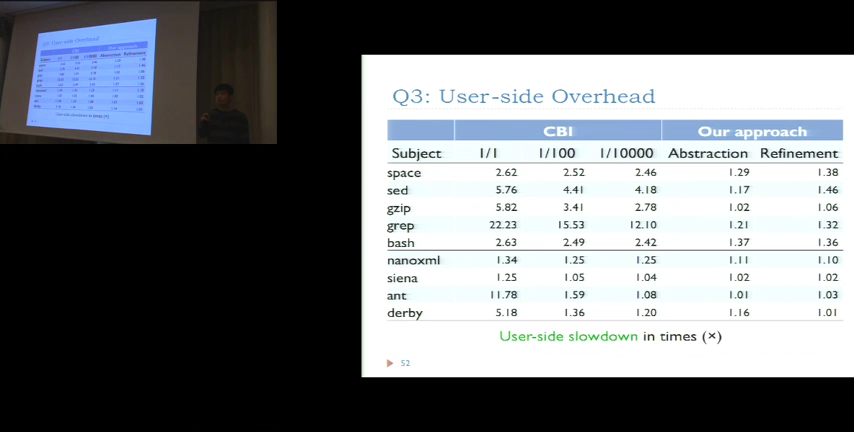 Q3: User-side Overhead
CBI Our approach
Subject 1/1 1/100 1/10000 Abstraction Refinement
space 2.62 2.52 2.46 1.29 1.38
sed 5.76 4.41 4.18 1.17 1.46
gzip 5.82 3.41 2.78 1.02 1.06
grep 22.23 15.53 12.10 1.21 1.32
bash 2.63 2.49 2.42 1.37 1.36
nanoxml 1.34 1.25 1.25 1.11 1.10
siena 1.25 1.05 1.04 1.02 1.02
ant 11.78 1.59 1.08 1.01 1.03
derby 5.18 1.36 1.20 1.16 1.01
User-side slowdown in times (×)
52